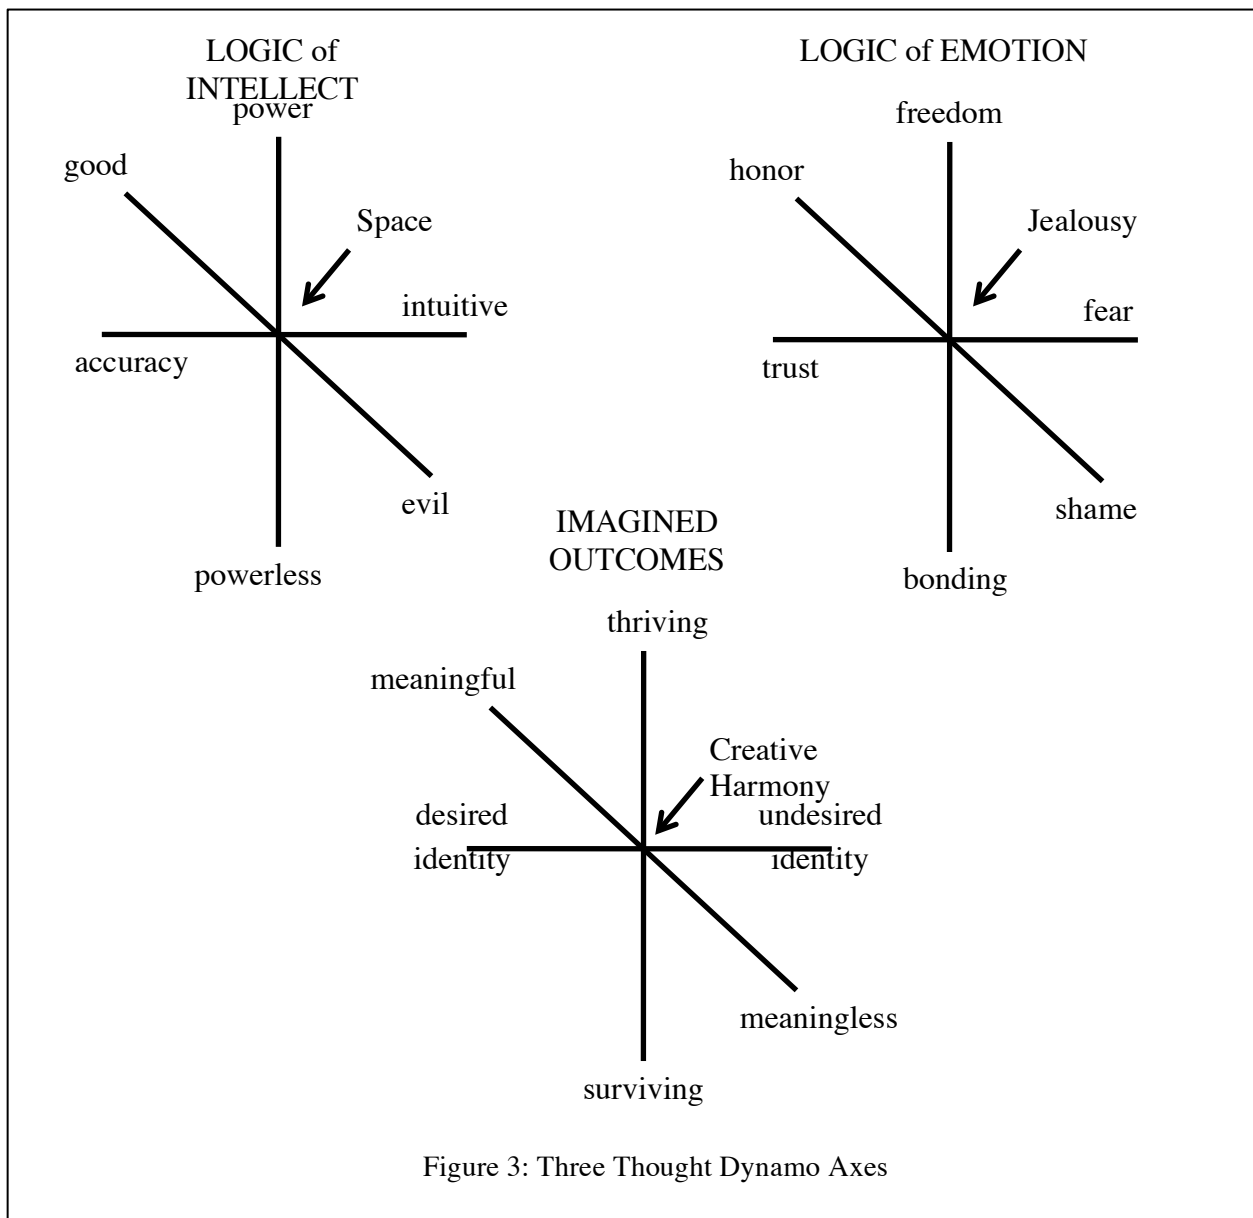 LOGIC of
INTELLECT
power
good
Space
intuitive
accuracy
evil
powerless
LOGIC of EMOTION
freedom
honor
Jealousy
fear
trust
shame
bonding
IMAGINED
OUTCOMES
thriving
meaningful
Creative
Harmony
desired
identity
undesired
identity
meaningless
surviving
Figure 3: Three Thought Dynamo Axes